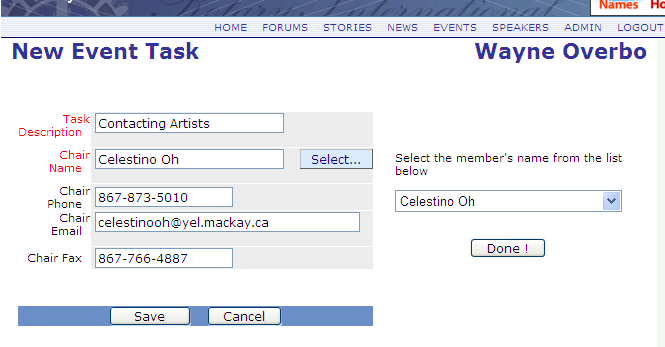 Names Ho
HOME FORUMS STORIES NEWS EVENTS SPEAKERS ADMIN LOGOUT
New Event Task Wayne Overbo
Task Description Contacting Artists
Chair Name Celestino Oh Select...
Select the member's name from the list
below
Chair Phone 867-873-5010
Celestino Oh
Chair Email celestinooh@yel.mackay.ca
Done !
Chair Fax 867-766-4887
Save Cancel